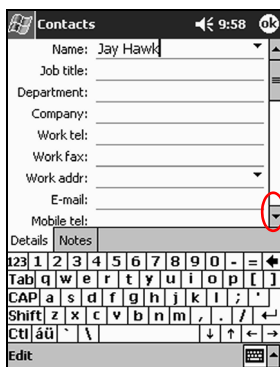 Contacts 9:58 ok
Name: Jay Hawk
Job title:
Department:
Company:
Work tel:
Work fax:
Work addr:
E-mail:
Mobile tel:
Details Notes
123 1 2 3 4 5 6 7 8 9 0 - =
Tab q w e r t y u i o p [ ]
CAP a s d f g h j k l ; '
Shift z x c v b n m , . /
Ctl áü ` \
Edit